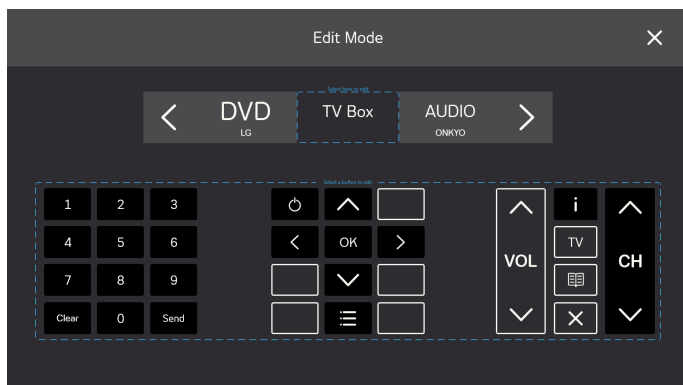 Edit Mode
Select here to edit
DVD
LG
TV Box
AUDIO
ONKYO
Select a button to edit
1 2 3
4 5 6 OK
7 8 9
Clear 0 Send
VOL
i
TV
CH